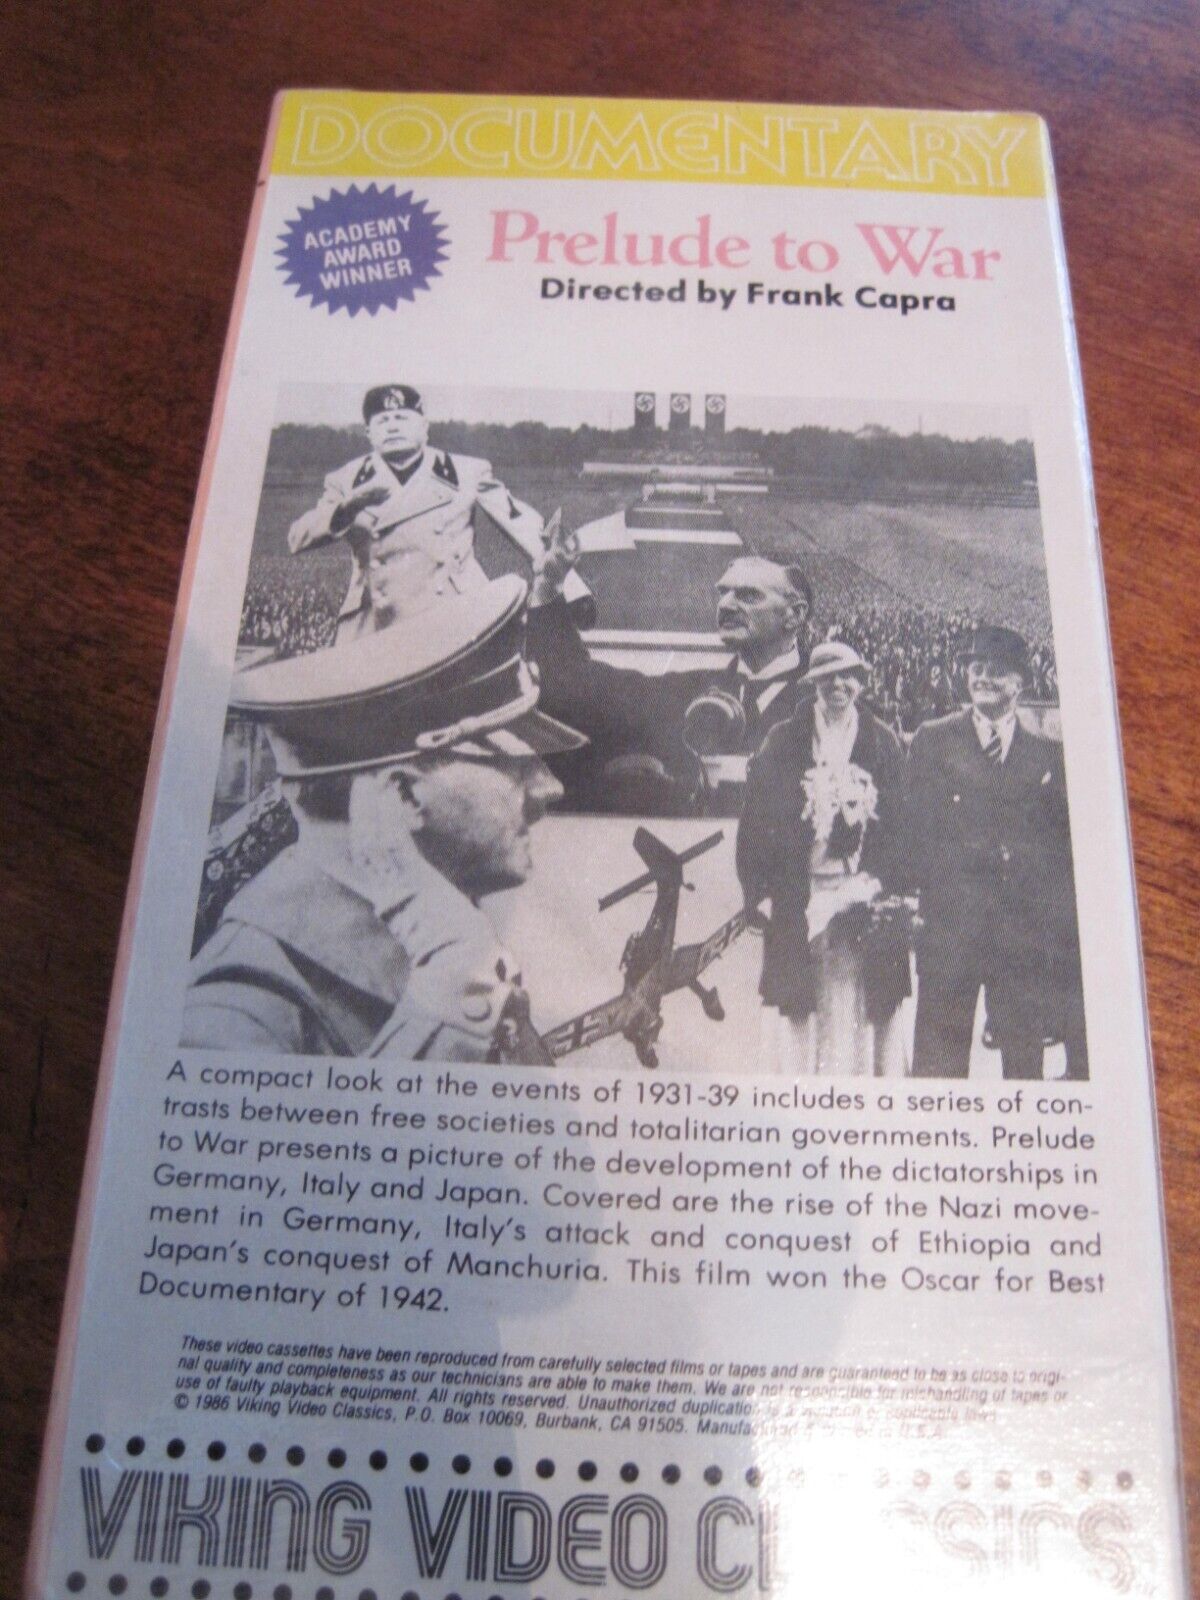 DOCUMENTARY
ACADEMY
AWARD
WINNER
Prelude to War
Directed by Frank Capra
A compact look at the events of 1931-39 includes a series of con-
trasts between free societies and totalitarian governments. Prelude
to War presents a picture of the development of the dictatorships in
Germany, Italy and Japan. Covered are the rise of the Nazi move-
ment in Germany, Italy's attack and conquest of Ethiopia and
Japan's conquest of Manchuria. This film won the Oscar for Best
Documentary of 1942.
These video cassettes have been reproduced from carefully selected films or tapes and are guaranteed to be as close to origi-
nal quality and completeness as our technicians are able to make them. We are not responsible for mishandling of tapes or
use of faulty playback equipment. All rights reserved. Unauthorized duplication is a violation of applicable laws.
© 1986 Viking Video Classics, P.O. Box 10069, Burbank, CA 91505. U.S.A.
VIKING VIDEO CLASSICS